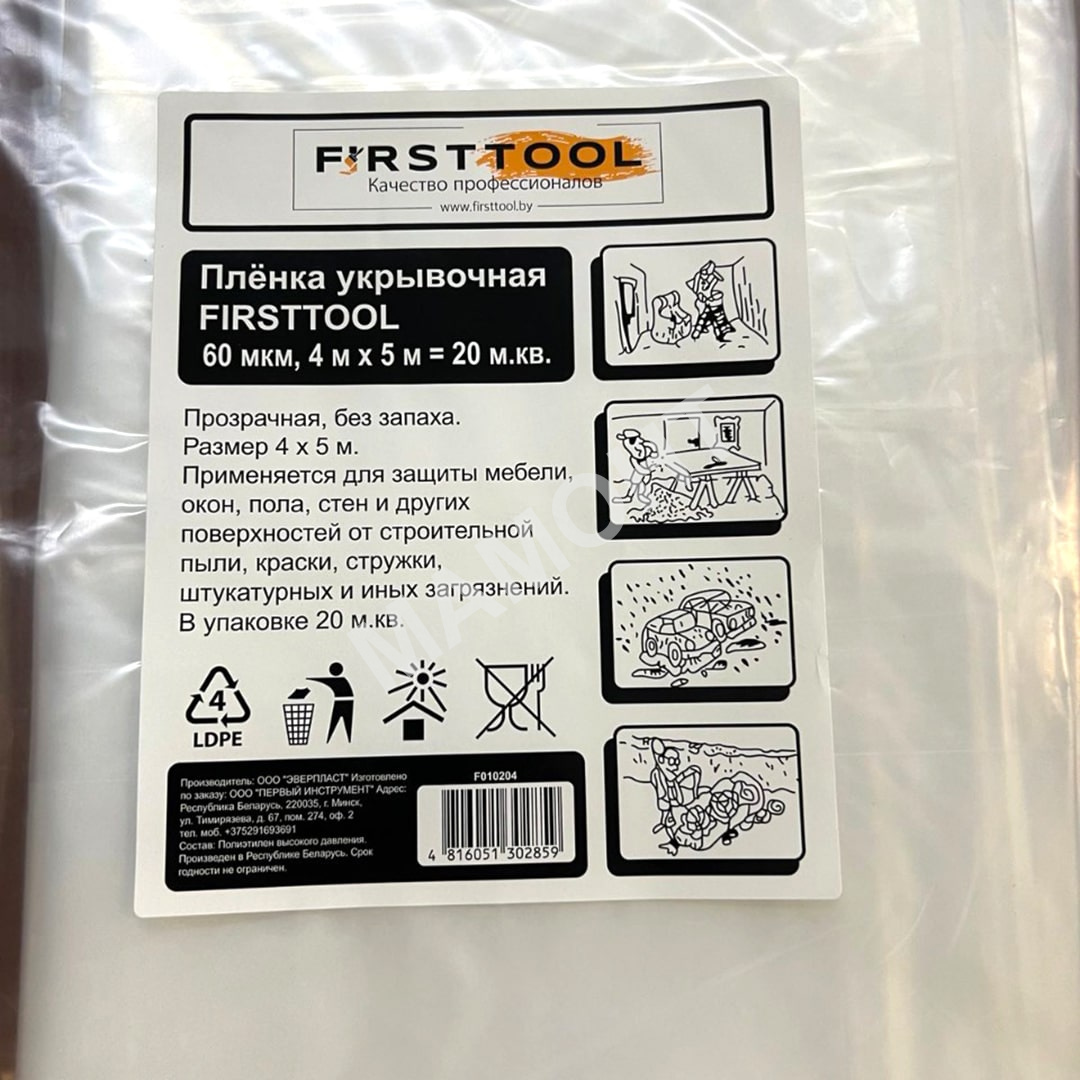 FIRSTTOOL
Качество профессионалов
www.firsttool.by
Плёнка укрывочная
FIRSTTOOL
60 мкм, 4 м х 5 м = 20 м.кв.
Прозрачная, без запаха.
Размер 4 х 5 м.
Применяется для защиты мебели,
окон, пола, стен и других
поверхностей от строительной
пыли, краски, стружки,
штукатурных и иных загрязнений.
В упаковке 20 м.кв.
4
LDPE
Производитель: ООО "ЭВЕРПЛАСТ" Изготовлено
по заказу: ООО "ПЕРВЫЙ ИНСТРУМЕНТ" Адрес:
Республика Беларусь, 220035, г. Минск,
ул. Тимирязева, д. 67, пом. 274, оф. 2
тел. моб. +375291693691
Состав: Полиэтилен высокого давления.
Произведен в Республике Беларусь. Срок
годности не ограничен.
F010204
4 816051 302859